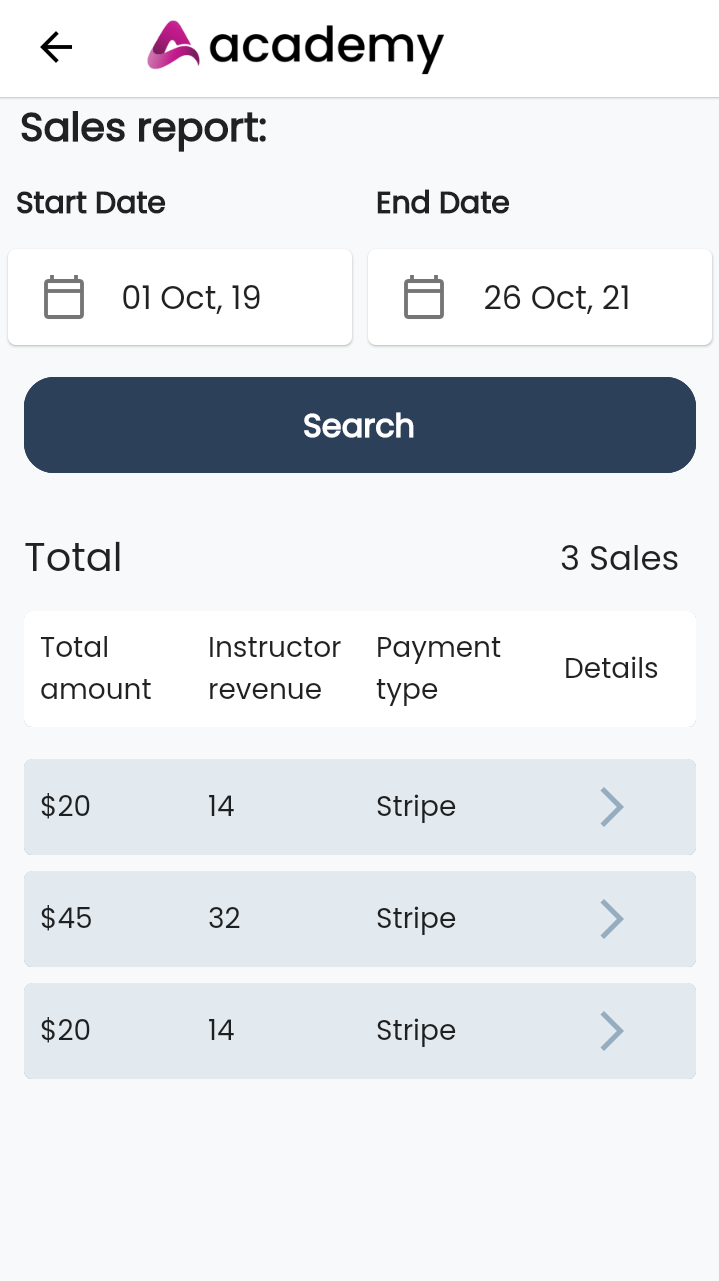 academy
Sales report:
Start Date End Date
01 Oct, 19 26 Oct, 21
Search
Total 3 Sales
Total amount Instructor revenue Payment type Details
$20 14 Stripe
$45 32 Stripe
$20 14 Stripe